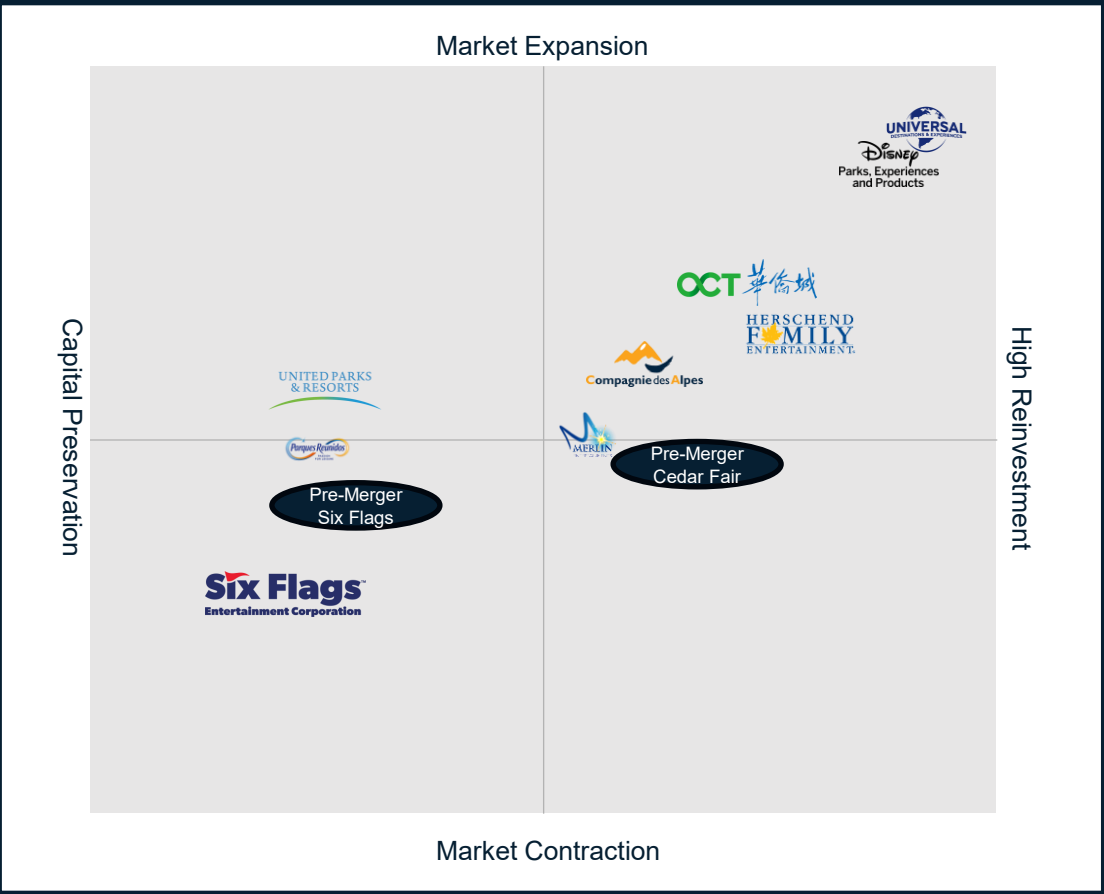 Market Expansion
UNIVERSAL
DESTINATIONS & EXPERIENCES
Disney
Parks, Experiences
and Products
OCT 華僑城
HERSCHEND
FAMILY
ENTERTAINMENT.
Compagnie des Alpes
UNITED PARKS
& RESORTS
Capital Preservation
High Reinvestment
Parques Reunidos
MERLIN
Pre-Merger
Cedar Fair
Pre-Merger
Six Flags
Six Flags™
Entertainment Corporation
Market Contraction